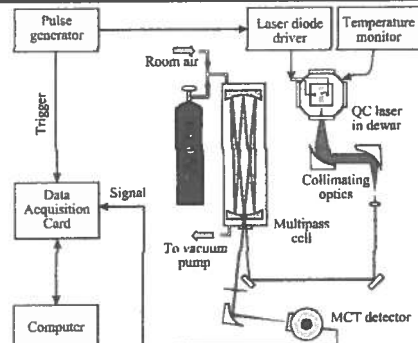 Pulse
generator
Laser diode
driver
Temperature
monitor
Room air
QC laser
in dewar
Trigger
Collimating
optics
Data
Acquisition
Card
Signal
Multipass
cell
To vacuum
pump
MCT detector
Computer